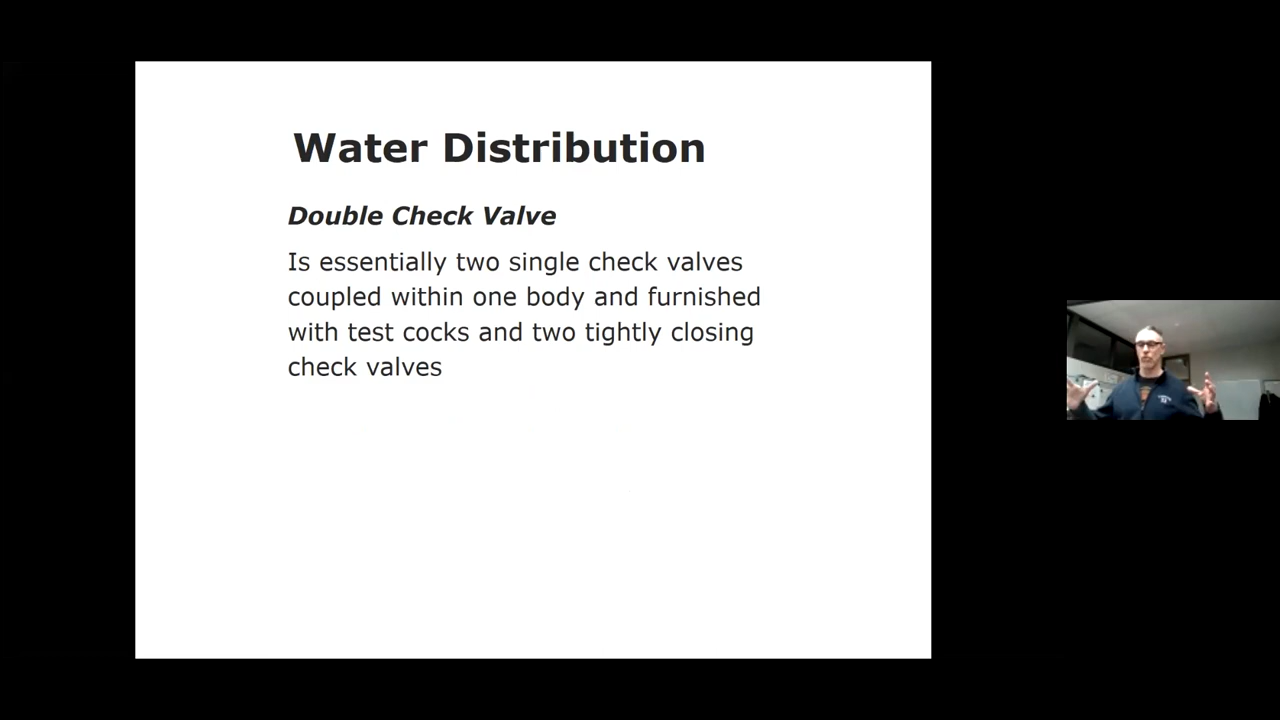 Water Distribution
Double Check Valve
Is essentially two single check valves
coupled within one body and furnished
with test cocks and two tightly closing
check valves